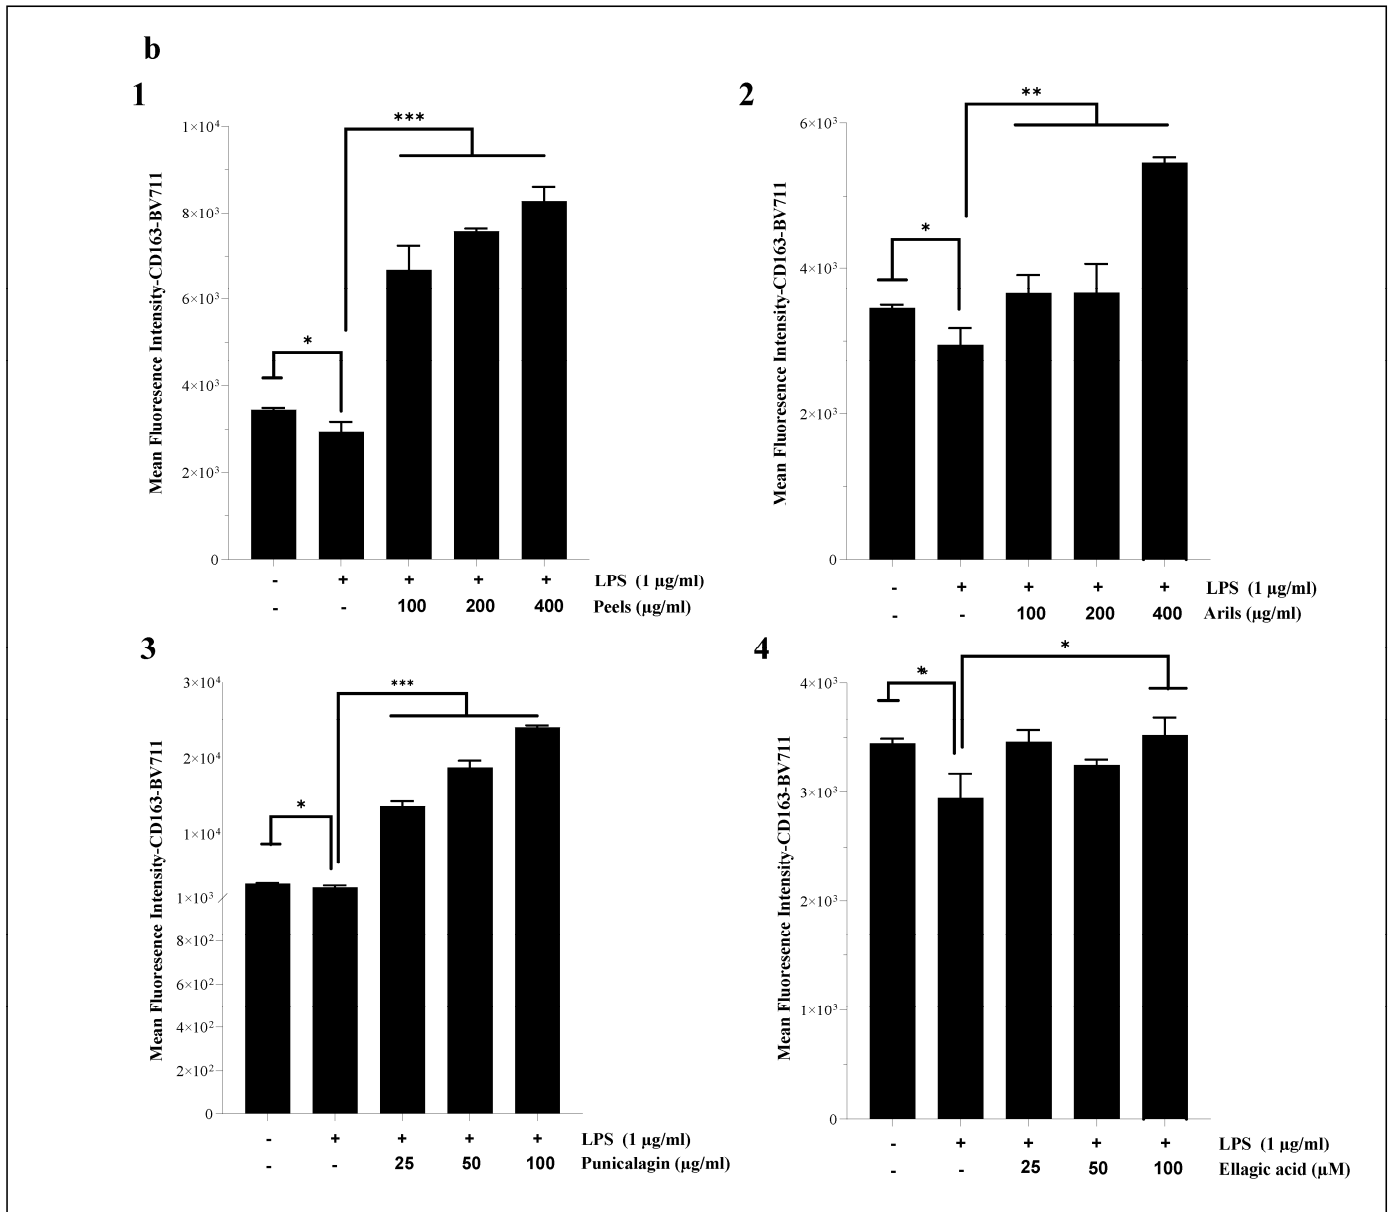 b
1
***
*
1×10⁴
8×10³
6×10³
4×10³
2×10³
0
Mean Fluoresence Intensity-CD163-BV711
- + + + + LPS (1 µg/ml)
- - 100 200 400 Peels (µg/ml)
2
**
*
6×10³
4×10³
2×10³
0
Mean Fluoresence Intensity-CD163-BV711
- + + + + LPS (1 µg/ml)
- - 100 200 400 Arils (µg/ml)
3
***
*
3×10⁴
2×10⁴
1×10⁴
1×10³
8×10²
6×10²
4×10²
2×10²
0
Mean Fluoresence Intensity-CD163-BV711
- + + + + LPS (1 µg/ml)
- - 25 50 100 Punicalagin (µg/ml)
4
*
*
4×10³
3×10³
2×10³
1×10³
0
Mean Fluoresence Intensity-CD163-BV711
- + + + + LPS (1 µg/ml)
- - 25 50 100 Ellagic acid (µM)